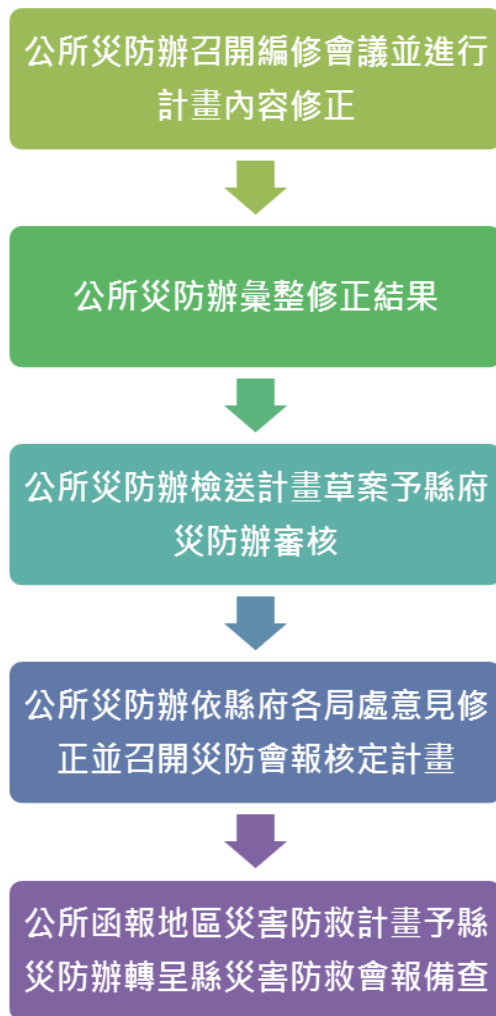 公所災防辦召開編修會議並進行
計畫內容修正
公所災防辦彙整修正結果
公所災防辦檢送計畫草案予縣府
災防辦審核
公所災防辦依縣府各局處意見修
正並召開災防會報核定計畫
公所函報地區災害防救計畫予縣
災防辦轉呈縣災害防救會報備查